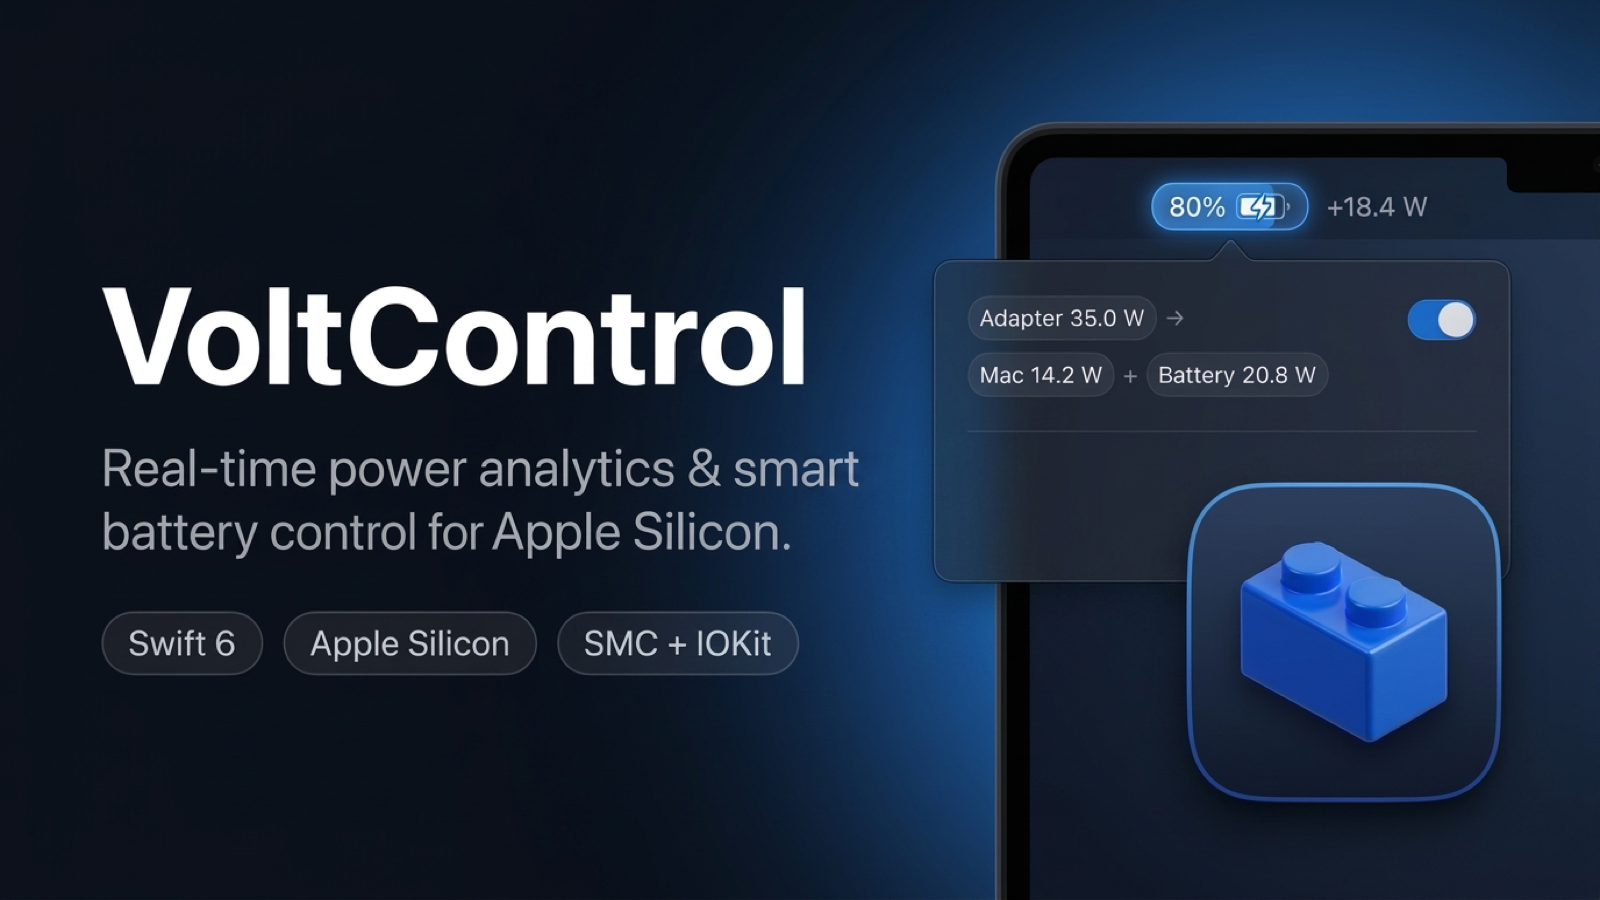 VoltControl
Real-time power analytics & smart
battery control for Apple Silicon.
Swift 6
Apple Silicon
SMC + IOKit
80% +18.4 W
Adapter 35.0 W →
Mac 14.2 W + Battery 20.8 W